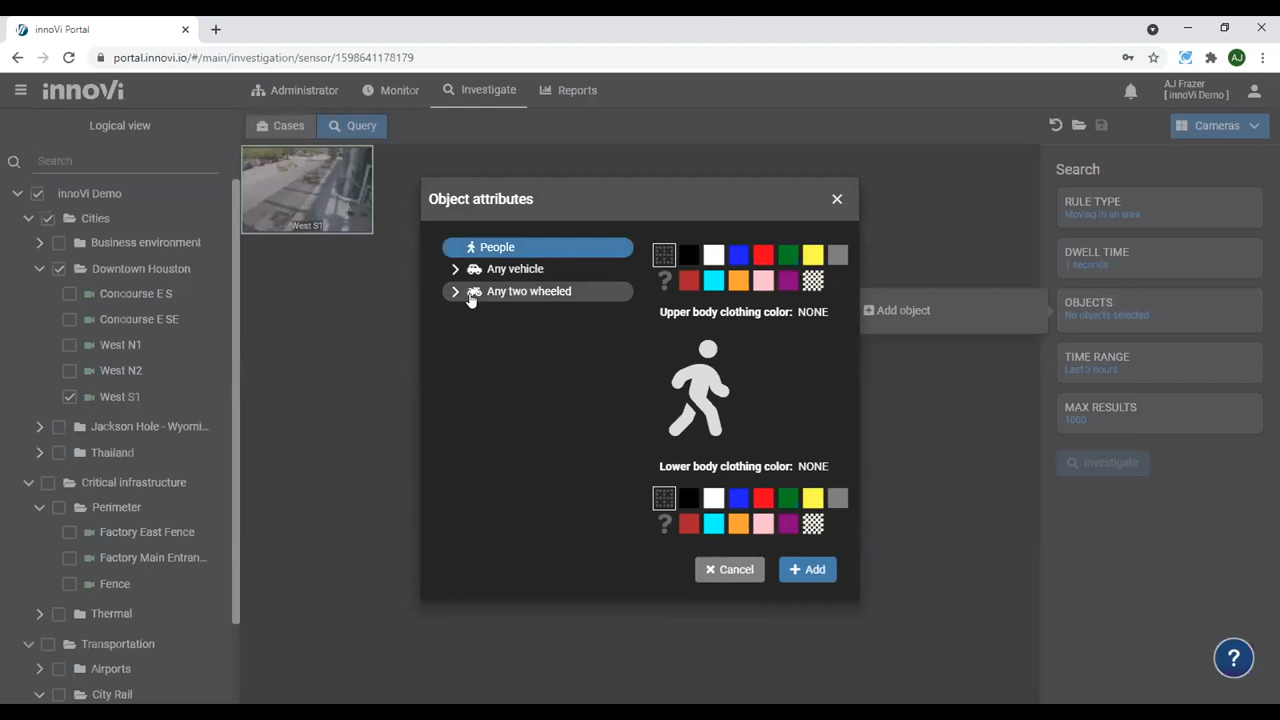 innoVi Portal
portal.innovi.io/#/main/investigation/sensor/1598641178179
AJ
innoVi
Administrator
Monitor
Investigate
Reports
AJ Frazer
[ innoVi Demo ]
Logical view
Cases
Query
Cameras
Search
innoVi Demo
Cities
Business environment
Downtown Houston
Concourse E S
Concourse E SE
West N1
West N2
West S1
Jackson Hole - Wyomi...
Thailand
Critical infrastructure
Perimeter
Factory East Fence
Factory Main Entran...
Fence
Thermal
Transportation
Airports
City Rail
West S1
Object attributes
People
Any vehicle
Any two wheeled
?
Upper body clothing color: NONE
Lower body clothing color: NONE
?
Cancel
Add
Add object
Search
RULE TYPE
Moving in an area
DWELL TIME
1 seconds
OBJECTS
No objects selected
TIME RANGE
Last 3 hours
MAX RESULTS
1000
Investigate
?